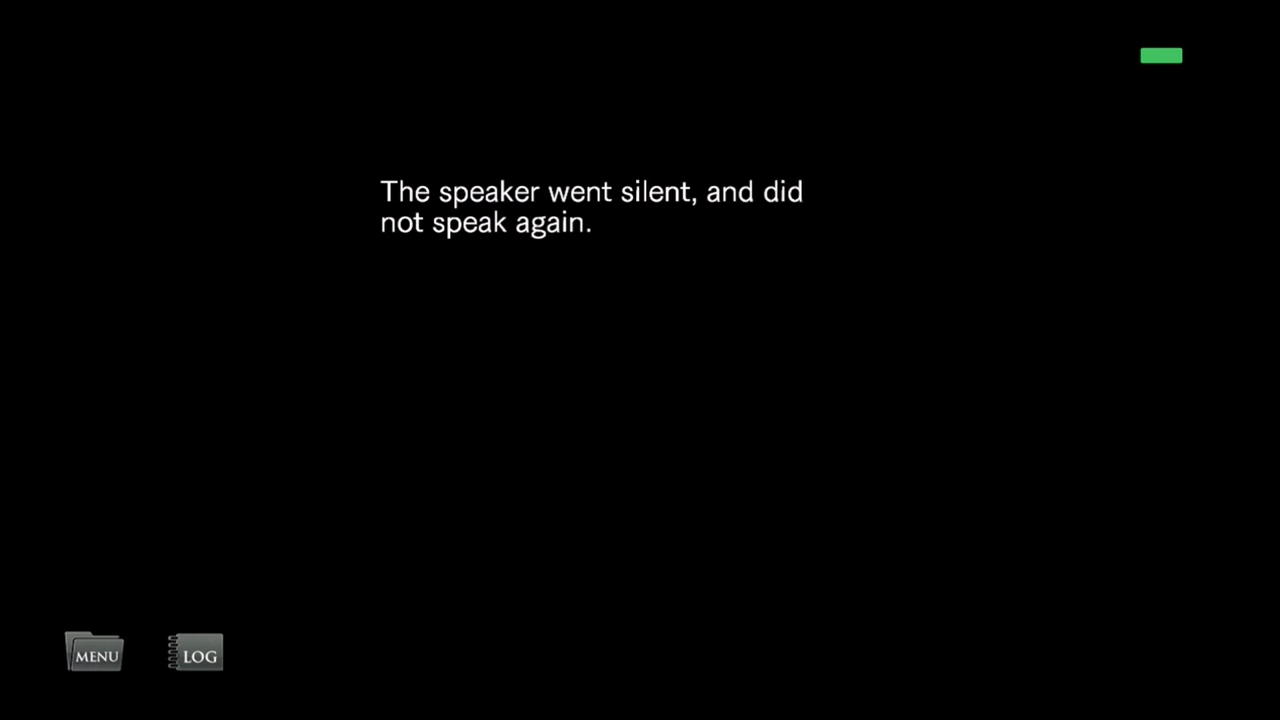 The speaker went silent, and did
not speak again.
MENU
LOG